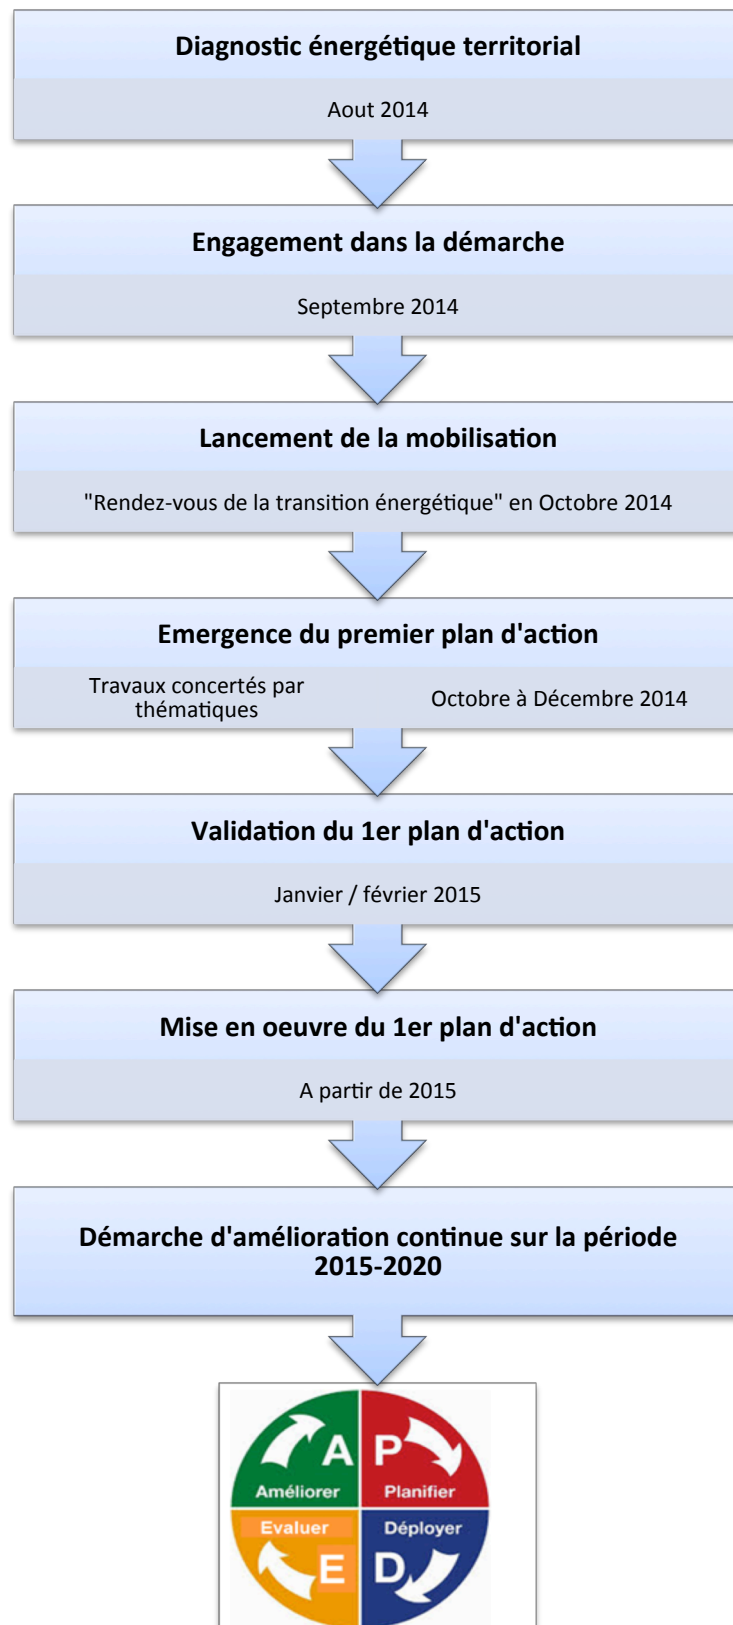 Diagnostic énergétique territorial
Aout 2014
Engagement dans la démarche
Septembre 2014
Lancement de la mobilisation
"Rendez-vous de la transition énergétique" en Octobre 2014
Emergence du premier plan d'action
Travaux concertés par
thématiques
Octobre à Décembre 2014
Validation du 1er plan d'action
Janvier / février 2015
Mise en oeuvre du 1er plan d'action
A partir de 2015
Démarche d'amélioration continue sur la période
2015-2020
A P
Améliorer Planifier
Evaluer Déployer
E D